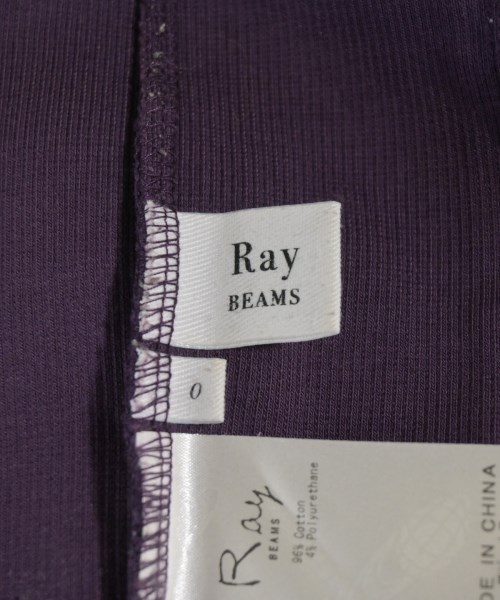 Ray
BEAMS
0
Ray
BEAMS
96% Cotton
4% Polyurethane
DE IN CHINA